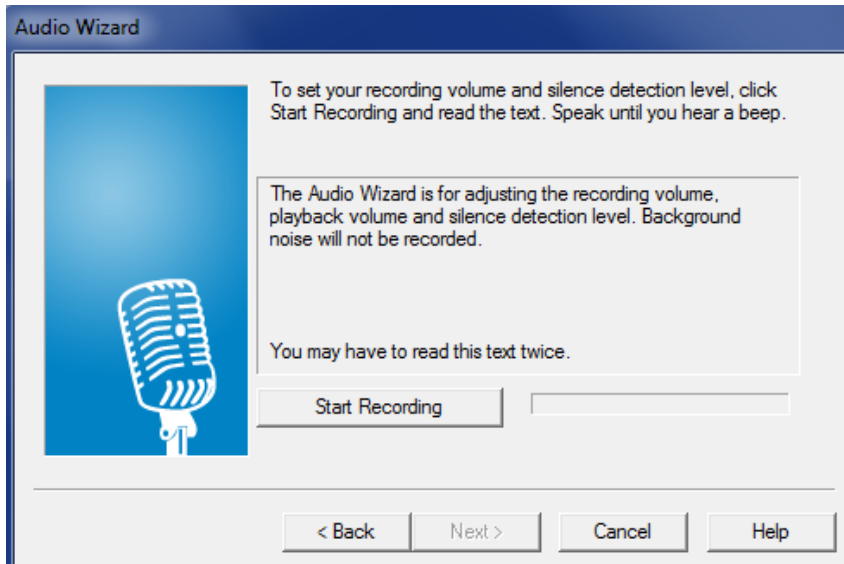 Audio Wizard
To set your recording volume and silence detection level, click
Start Recording and read the text. Speak until you hear a beep.
The Audio Wizard is for adjusting the recording volume,
playback volume and silence detection level. Background
noise will not be recorded.
You may have to read this text twice.
Start Recording
< Back
Next >
Cancel
Help